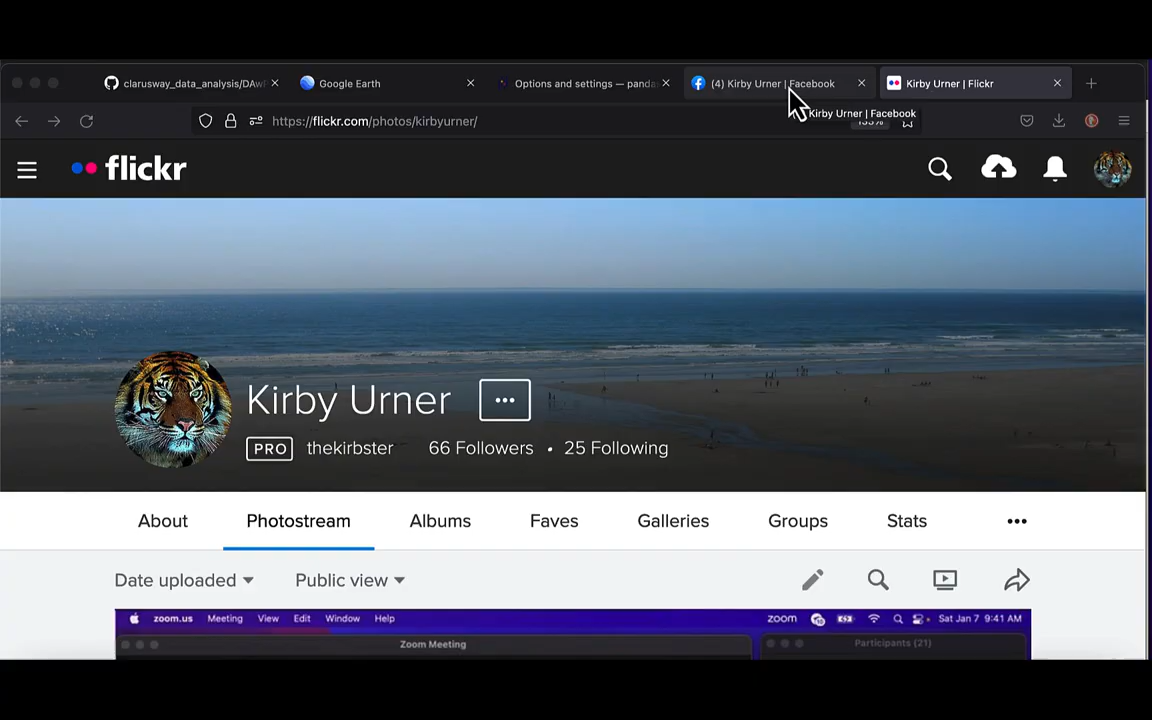 clarusway_data_analysis/DAwP
Google Earth
Options and settings — panda
(4) Kirby Urner | Facebook
Kirby Urner | Flickr
https://flickr.com/photos/kirbyurner/
Kirby Urner | Facebook
flickr
Kirby Urner
PRO thekirbster 66 Followers • 25 Following
About Photostream Albums Faves Galleries Groups Stats
Date uploaded Public view
zoom.us Meeting View Edit Window Help zoom Sat Jan 7 9:41 AM
Zoom Meeting Participants (21)